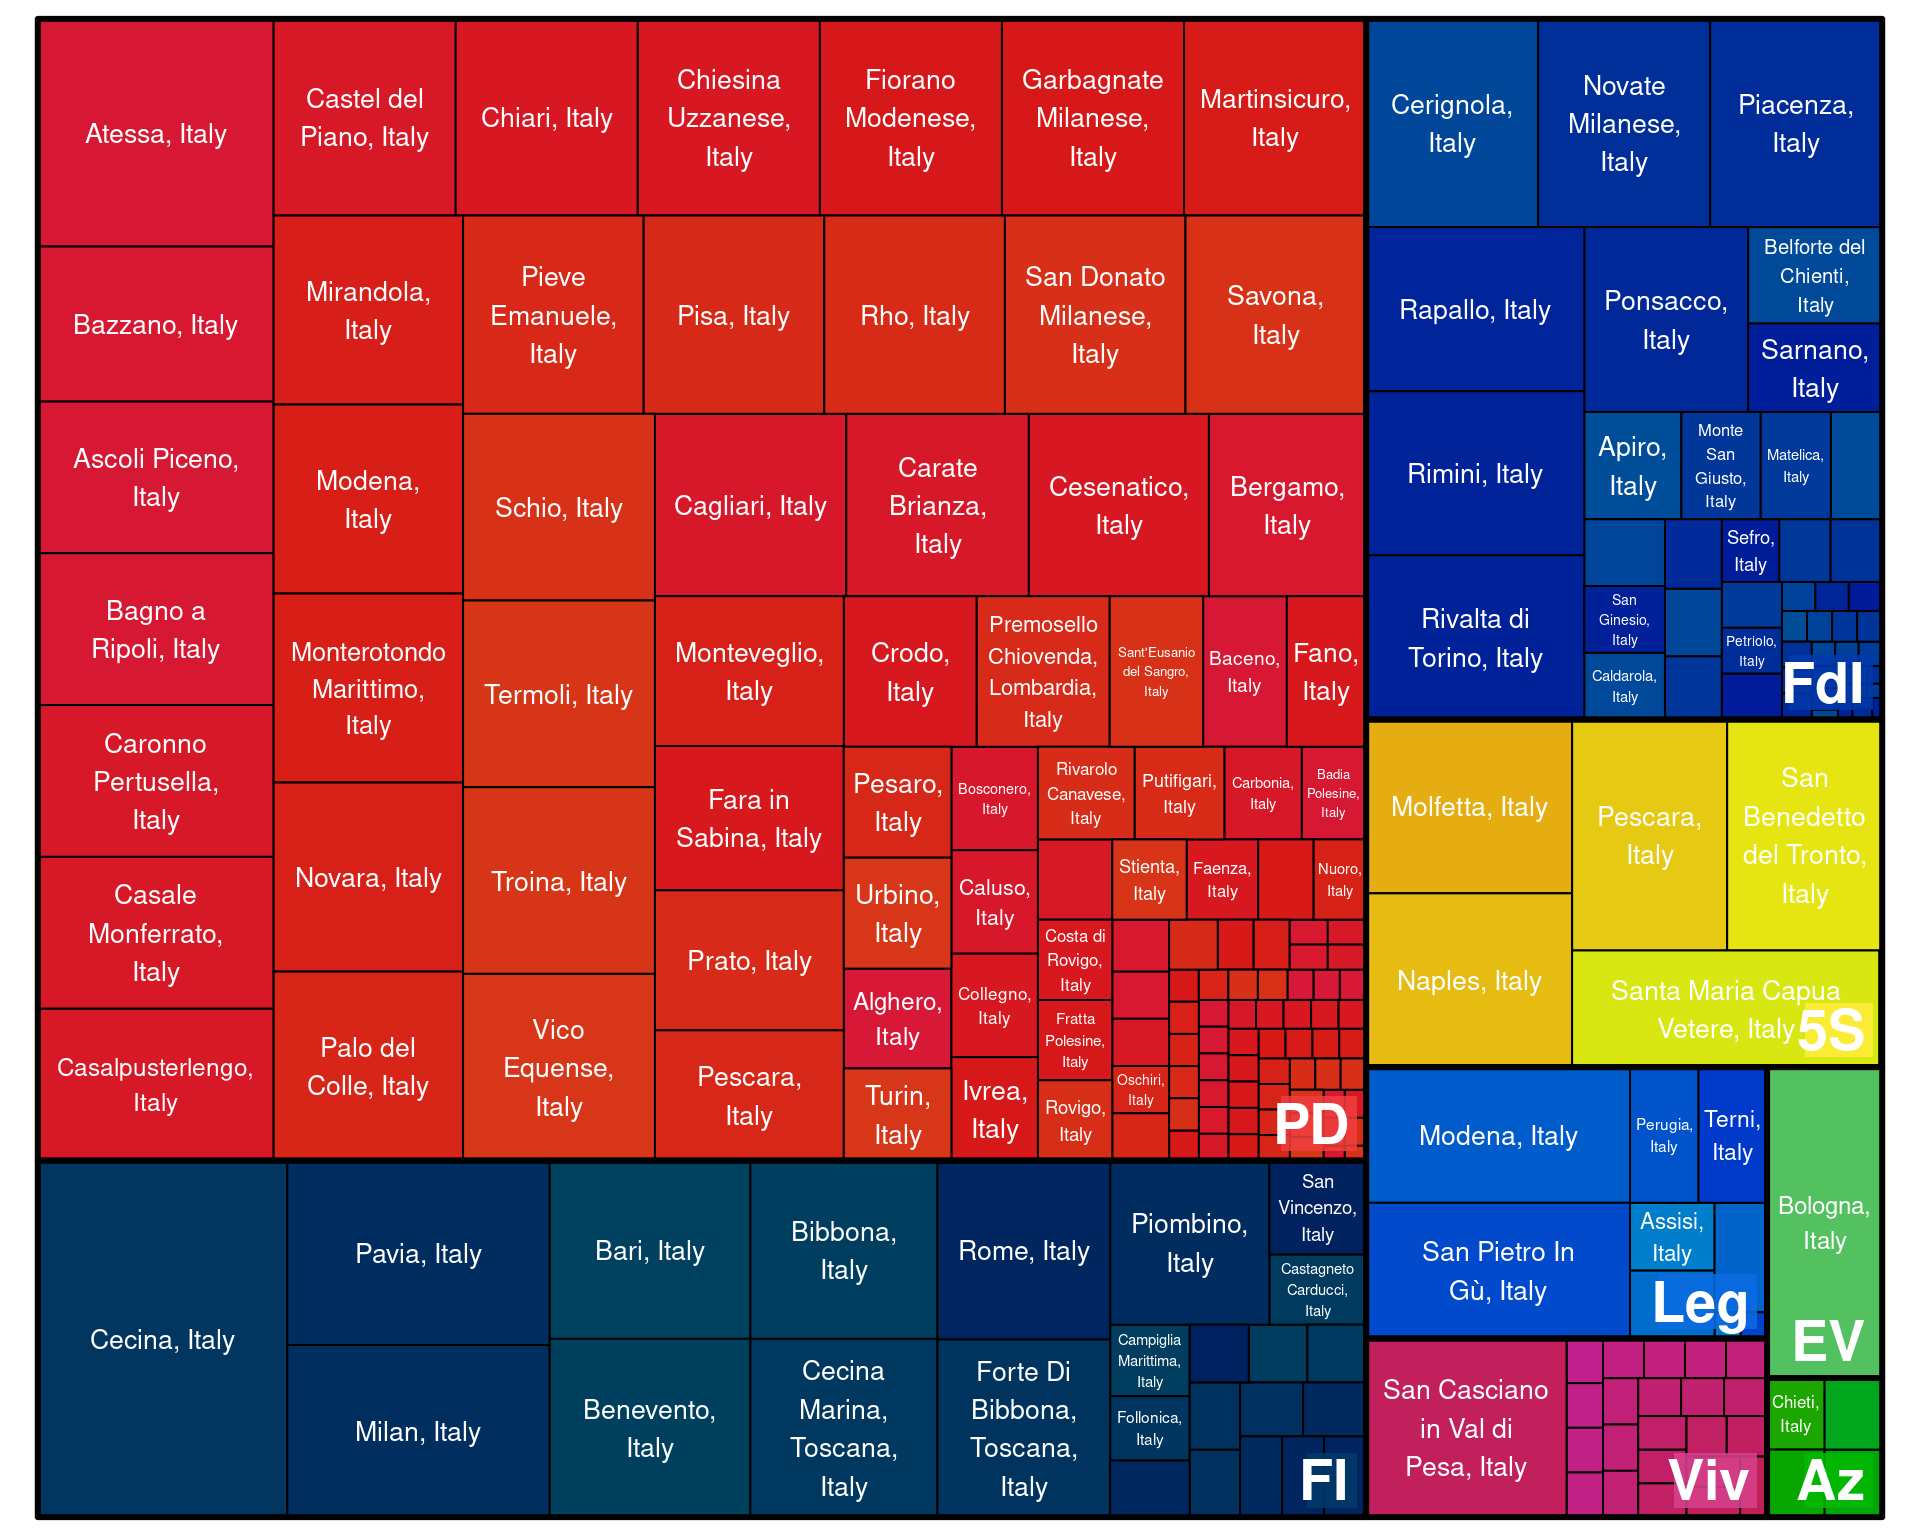 Atessa, Italy
Bazzano, Italy
Ascoli Piceno,
Italy
Bagno a
Ripoli, Italy
Caronno
Pertusella,
Italy
Casale
Monferrato,
Italy
Casalpusterlengo,
Italy
Castel del
Piano, Italy
Chiari, Italy
Chiesina
Uzzanese,
Italy
Fiorano
Modenese,
Italy
Garbagnate
Milanese,
Italy
Martinsicuro,
Italy
Mirandola,
Italy
Modena,
Italy
Monterotondo
Marittimo,
Italy
Novara, Italy
Palo del
Colle, Italy
Pieve
Emanuele,
Italy
Pisa, Italy
Rho, Italy
San Donato
Milanese,
Italy
Savona,
Italy
Schio, Italy
Termoli, Italy
Troina, Italy
Vico
Equense,
Italy
Cagliari, Italy
Carate
Brianza,
Italy
Cesenatico,
Italy
Bergamo,
Italy
Monteveglio,
Italy
Fara in
Sabina, Italy
Prato, Italy
Pescara,
Italy
Crodo,
Italy
Premosello
Chiovenda,
Lombardia,
Italy
Sant'Eusanio
del Sangro,
Italy
Baceno,
Italy
Fano,
Italy
Pesaro,
Italy
Urbino,
Italy
Alghero,
Italy
Turin,
Italy
Bosconero,
Italy
Caluso,
Italy
Collegno,
Italy
Ivrea,
Italy
Rivarolo
Canavese,
Italy
Putifigari,
Italy
Carbonia,
Italy
Badia
Polesine,
Italy
Stienta,
Italy
Faenza,
Italy
Nuoro,
Italy
Costa di
Rovigo,
Italy
Fratta
Polesine,
Italy
Rovigo,
Italy
Oschiri,
Italy
PD
Cecina, Italy
Pavia, Italy
Milan, Italy
Bari, Italy
Benevento,
Italy
Bibbona,
Italy
Cecina
Marina,
Toscana,
Italy
Rome, Italy
Forte Di
Bibbona,
Toscana,
Italy
Piombino,
Italy
San
Vincenzo,
Italy
Castagneto
Carducci,
Italy
Campiglia
Marittima,
Italy
Follonica,
Italy
FI
Cerignola,
Italy
Novate
Milanese,
Italy
Piacenza,
Italy
Rapallo, Italy
Rimini, Italy
Rivalta di
Torino, Italy
Ponsacco,
Italy
Belforte del
Chienti,
Italy
Sarnano,
Italy
Apiro,
Italy
Monte
San
Giusto,
Italy
Matelica,
Italy
Sefro,
Italy
San
Ginesio,
Italy
Caldarola,
Italy
Petriolo,
Italy
FdI
Molfetta, Italy
Naples, Italy
Pescara,
Italy
San
Benedetto
del Tronto,
Italy
Santa Maria Capua
Vetere, Italy
5S
Modena, Italy
San Pietro In
Gù, Italy
Perugia,
Italy
Terni,
Italy
Assisi,
Italy
Leg
Bologna,
Italy
EV
San Casciano
in Val di
Pesa, Italy
Viv
Chieti,
Italy
Az